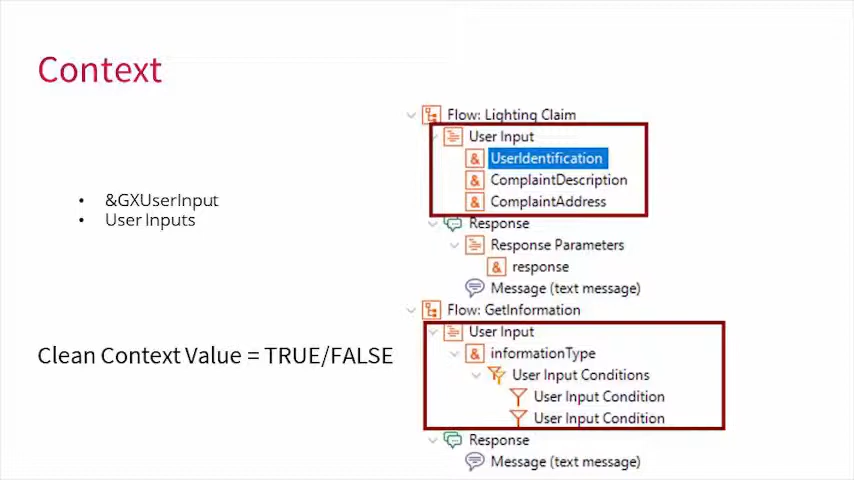 Context
• &GXUserInput
• User Inputs
Clean Context Value = TRUE/FALSE
Flow: Lighting Claim
User Input
& UserIdentification
& ComplaintDescription
& ComplaintAddress
Response
Response Parameters
& response
Message (text message)
Flow: GetInformation
User Input
& informationType
User Input Conditions
User Input Condition
User Input Condition
Response
Message (text message)